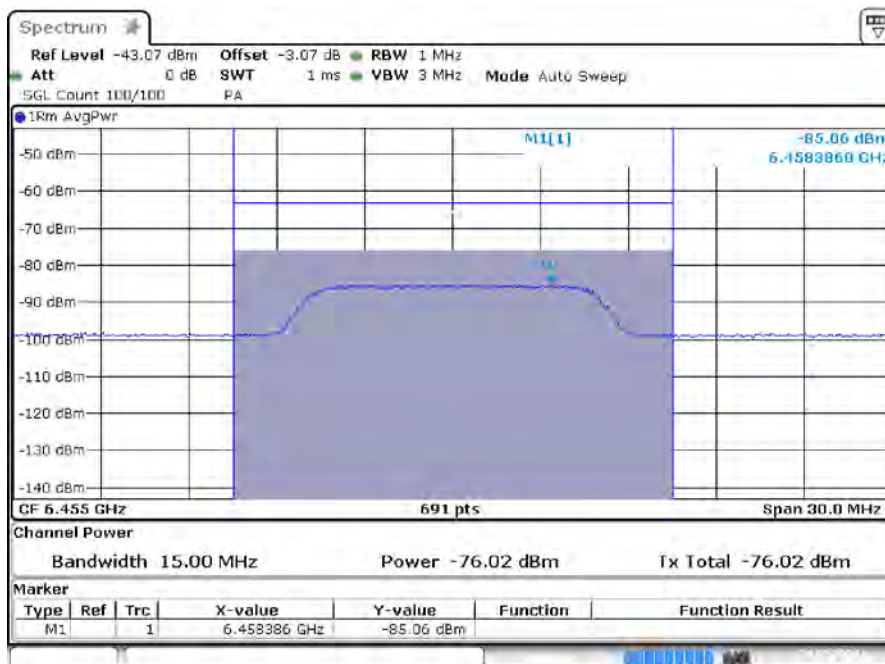 Spectrum
Ref Level -43.07 dBm Offset -3.07 dB RBW 1 MHz
Att 0 dB SWT 1 ms VBW 3 MHz Mode Auto Sweep
SGL Count 100/100 PA
1Rm AvgPwr
M1[1] -85.06 dBm
6.4583860 GHz
-50 dBm
-60 dBm
-70 dBm
-80 dBm
-90 dBm
-100 dBm
-110 dBm
-120 dBm
-130 dBm
-140 dBm
CF 6.455 GHz 691 pts Span 30.0 MHz
Channel Power
Bandwidth 15.00 MHz Power -76.02 dBm Tx Total -76.02 dBm
Marker
Type Ref Trc X-value Y-value Function Function Result
M1 1 6.458386 GHz -85.06 dBm